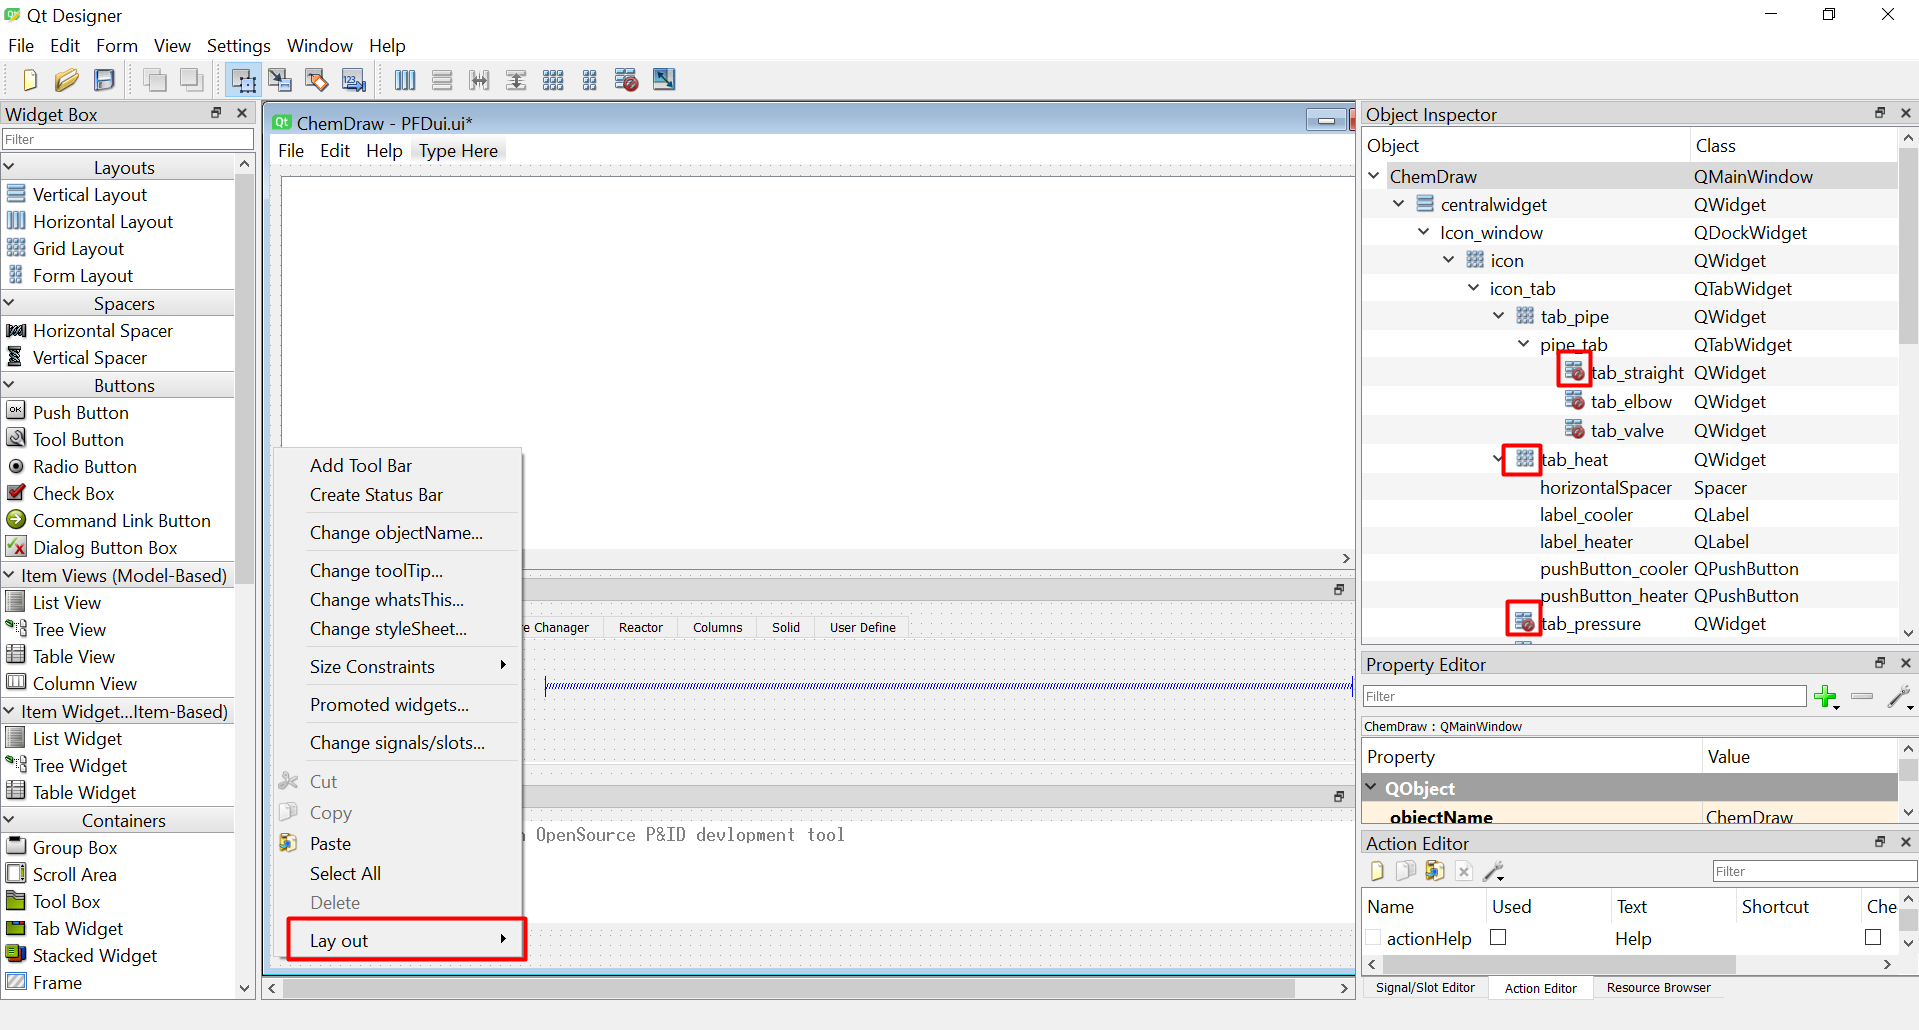 Qt Designer
File Edit Form View Settings Window Help
Widget Box
Filter
Layouts
Vertical Layout
Horizontal Layout
Grid Layout
Form Layout
Spacers
Horizontal Spacer
Vertical Spacer
Buttons
Push Button
Tool Button
Radio Button
Check Box
Command Link Button
Dialog Button Box
Item Views (Model-Based)
List View
Tree View
Table View
Column View
Item Widget...Item-Based)
List Widget
Tree Widget
Table Widget
Containers
Group Box
Scroll Area
Tool Box
Tab Widget
Stacked Widget
Frame
Qt ChemDraw - PFDui.ui*
File Edit Help Type Here
Add Tool Bar
Create Status Bar
Change objectName...
Change toolTip...
Change whatsThis...
Change styleSheet...
Size Constraints
Promoted widgets...
Change signals/slots...
Cut
Copy
Paste
Select All
Delete
Lay out
e Changer Reactor Columns Solid User Define
OpenSource P&ID devlopment tool
Object Inspector
Object Class
ChemDraw QMainWindow
centralwidget QWidget
Icon_window QDockWidget
icon QWidget
icon_tab QTabWidget
tab_pipe QWidget
pipe_tab QTabWidget
tab_straight QWidget
tab_elbow QWidget
tab_valve QWidget
tab_heat QWidget
horizontalSpacer Spacer
label_cooler QLabel
label_heater QLabel
pushButton_cooler QPushButton
pushButton_heater QPushButton
tab_pressure QWidget
Property Editor
Filter
ChemDraw : QMainWindow
Property Value
QObject
objectName ChemDraw
Action Editor
Filter
Name Used Text Shortcut Che
actionHelp Help
Signal/Slot Editor Action Editor Resource Browser